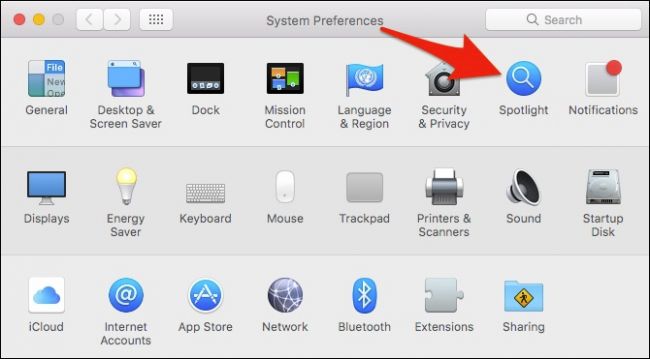 System Preferences
Search
File
New
Ope
General
Desktop &
Screen Saver
Dock
Mission
Control
Language
& Region
Security
& Privacy
Spotlight
Notifications
Displays
Energy
Saver
Keyboard
Mouse
Trackpad
Printers &
Scanners
Sound
Startup
Disk
iCloud
Internet
Accounts
App Store
Network
Bluetooth
Extensions
Sharing